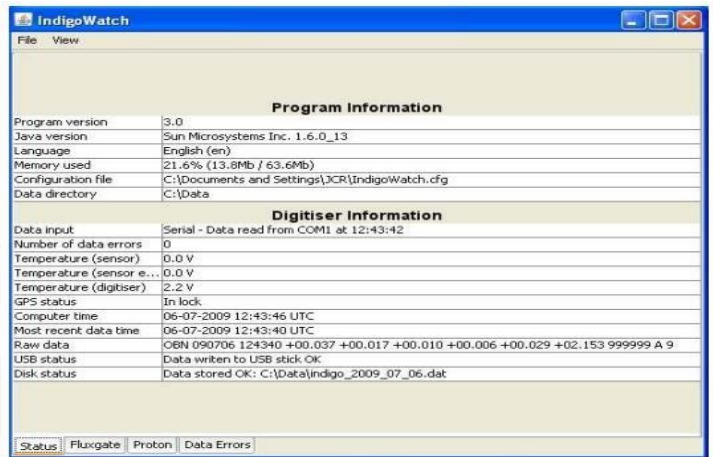 IndigoWatch
File View
Program Information
Program version 3.0
Java version Sun Microsystems Inc. 1.6.0_13
Language English (en)
Memory used 21.6% (13.8Mb / 63.6Mb)
Configuration file C:\Documents and Settings\JCR\IndigoWatch.cfg
Data directory C:\Data
Digitiser Information
Data input Serial - Data read from COM1 at 12:43:42
Number of data errors 0
Temperature (sensor) 0.0 V
Temperature (sensor e... 0.0 V
Temperature (digitiser) 2.2 V
GPS status In lock
Computer time 06-07-2009 12:43:46 UTC
Most recent data time 06-07-2009 12:43:40 UTC
Raw data OBN 090706 124340 +00.037 +00.017 +00.010 +00.006 +00.029 +02.153 999999 A 9
USB status Data writen to USB stick OK
Disk status Data stored OK: C:\Data\indigo_2009_07_06.dat
Status Fluxgate Proton Data Errors